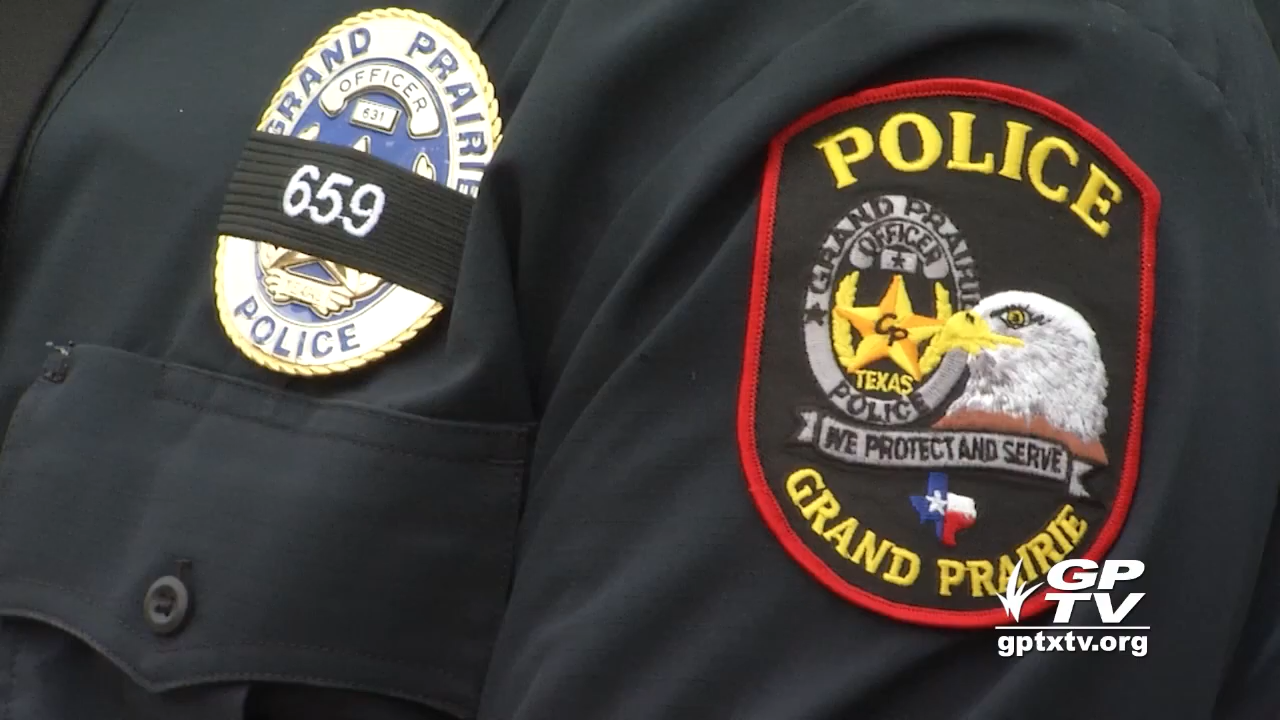 GRAND PRAIRIE
OFFICER
631
659
POLICE
POLICE
GRAND PRAIRIE
OFFICER
GP
TEXAS
POLICE
WE PROTECT AND SERVE
GRAND PRAIRIE
GP
TV
gptxtv.org